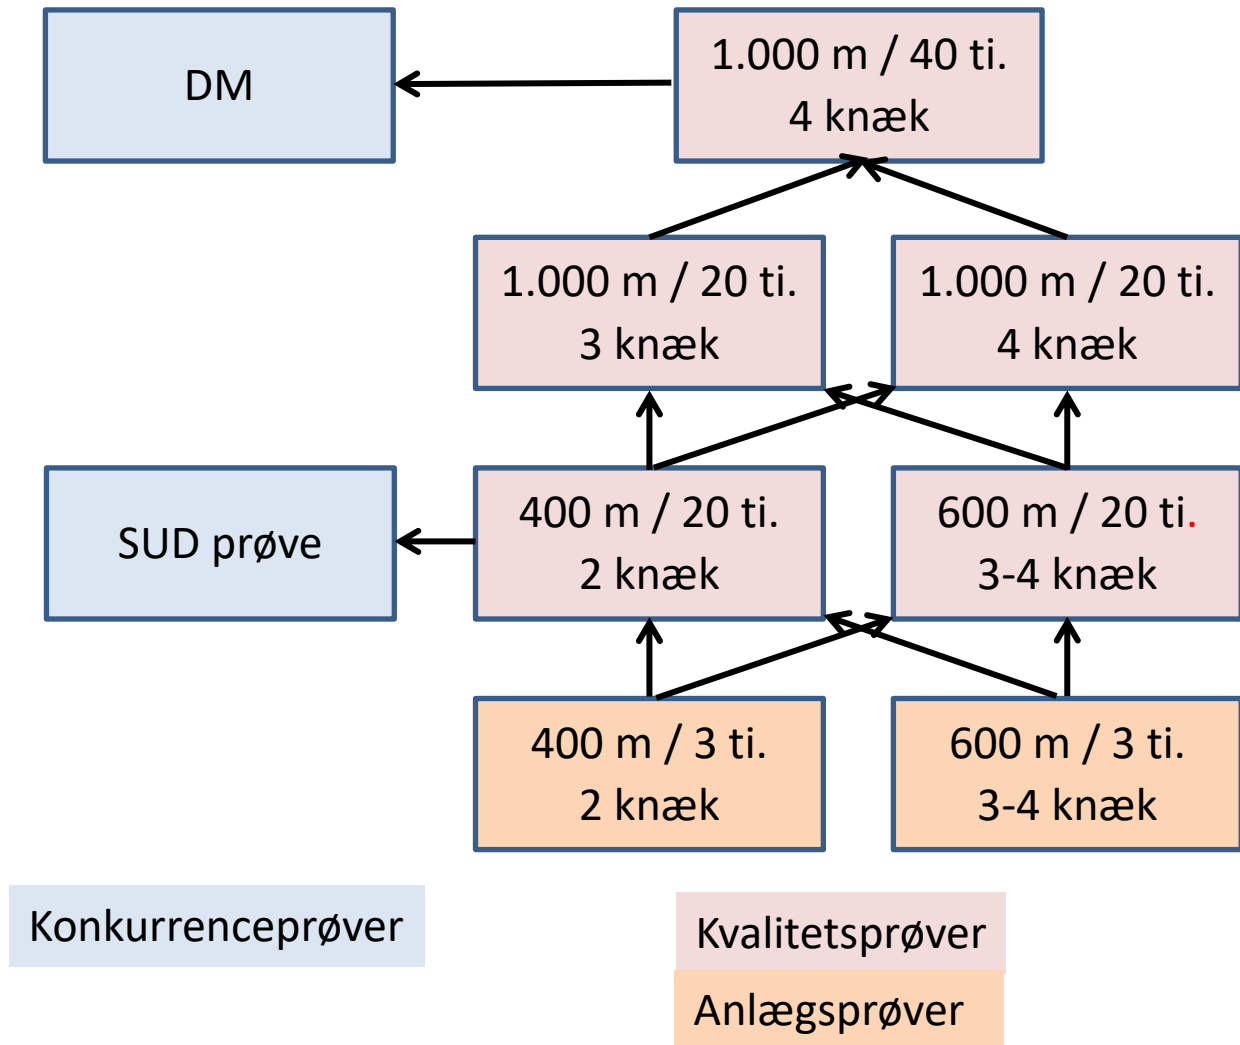 DM
1.000 m / 40 ti.
4 knæk
1.000 m / 20 ti.
3 knæk
1.000 m / 20 ti.
4 knæk
SUD prøve
400 m / 20 ti.
2 knæk
600 m / 20 ti.
3-4 knæk
400 m / 3 ti.
2 knæk
600 m / 3 ti.
3-4 knæk
Konkurrenceprøver
Kvalitetsprøver
Anlægsprøver